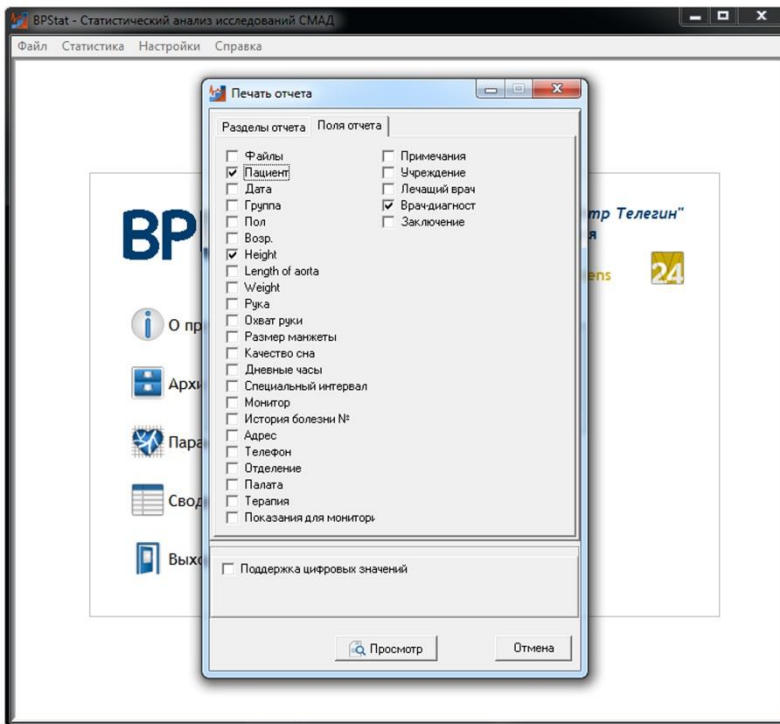 BPStat - Статистический анализ исследований СМАД
Файл Статистика Настройки Справка
Печать отчета
Разделы отчета Поля отчета
Файлы
Пациент
Дата
Группа
Пол
Возр.
Height
Length of aorta
Weight
Рука
Охват руки
Размер манжеты
Качество сна
Дневные часы
Специальный интервал
Монитор
История болезни №
Адрес
Телефон
Отделение
Палата
Терапия
Показания для монитори
Примечания
Учреждение
Лечащий врач
Врач-диагност
Заключение
Поддержка цифровых значений
Просмотр Отмена
BP
тр Телегин"
я
ens 24
О пр
Архи
Пара
Свод
Выхо